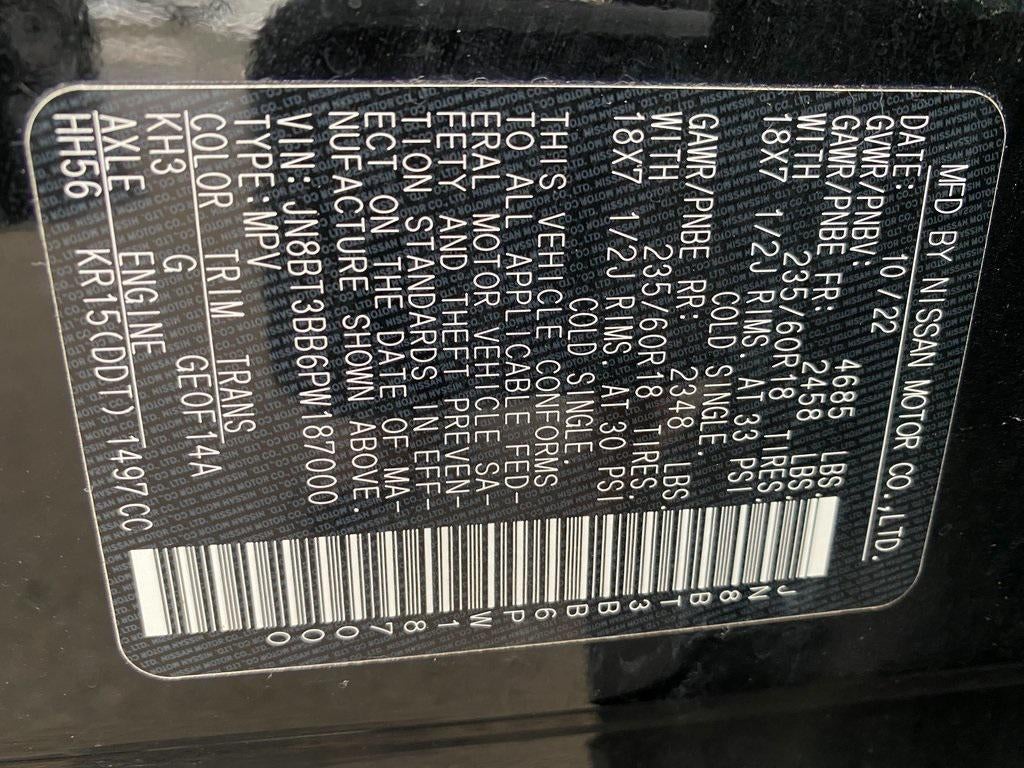 MFD BY NISSAN MOTOR CO.,LTD.
DATE: 10/22
GVWR/PNBV: 4685 LBS.
GAWR/PNBE FR: 2458 LBS.
WITH 235/60R18 TIRES.
18X7 1/2J RIMS. AT 33 PSI
COLD SINGLE.
GAWR/PNBE RR: 2348 LBS.
WITH 235/60R18 TIRES.
18X7 1/2J RIMS. AT 30 PSI
COLD SINGLE.
THIS VEHICLE CONFORMS
TO ALL APPLICABLE FED-
ERAL MOTOR VEHICLE SA-
FETY AND THEFT PREVEN-
TION STANDARDS IN EFF-
ECT ON THE DATE OF MA-
NUFACTURE SHOWN ABOVE.
VIN: JN8BT3BB6PW187000
TYPE:MPV
COLOR TRIM TRANS
KH3 G GEOF14A
AXLE ENGINE
HH56 KR15(DDT) 1497CC
JN8BT3BB6PW187000